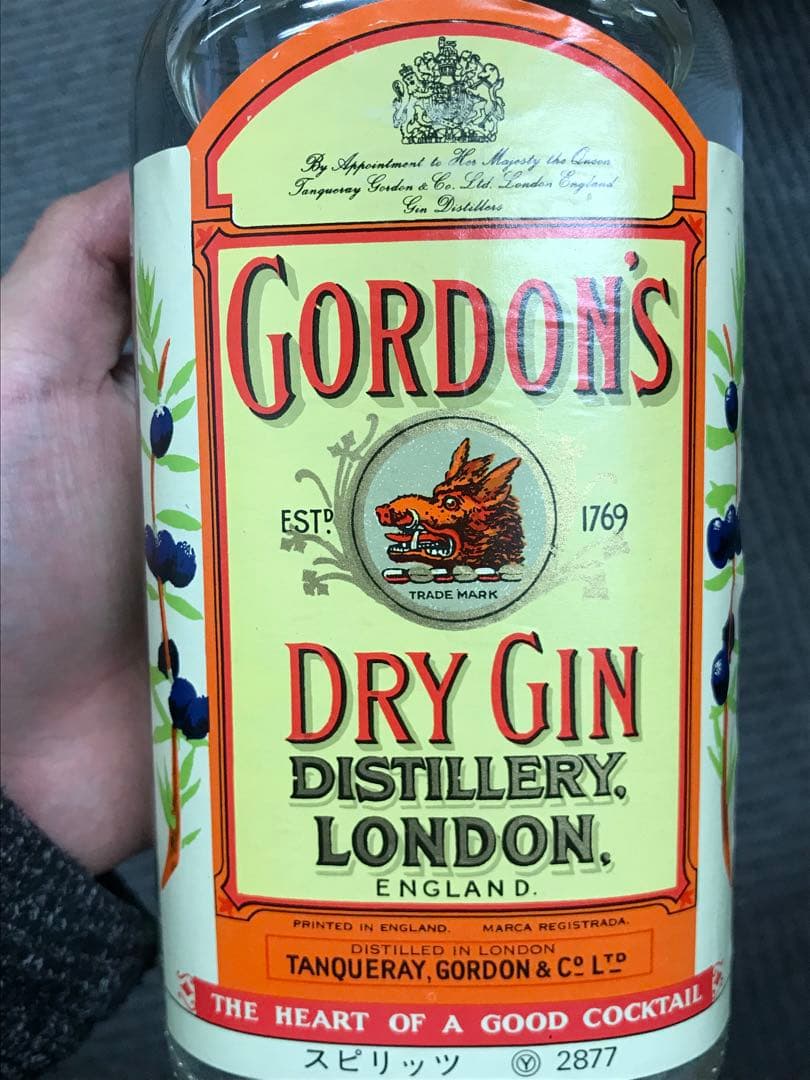 By Appointment to Her Majesty the Queen
Tanqueray Gordon & Co. Ltd. London England
Gin Distillers
GORDON'S
ESTD. 1769
TRADE MARK
DRY GIN
DISTILLERY,
LONDON,
ENGLAND.
PRINTED IN ENGLAND. MARCA REGISTRADA.
DISTILLED IN LONDON
TANQUERAY, GORDON & Co LTD
THE HEART OF A GOOD COCKTAIL
スピリッツ Ⓨ 2877